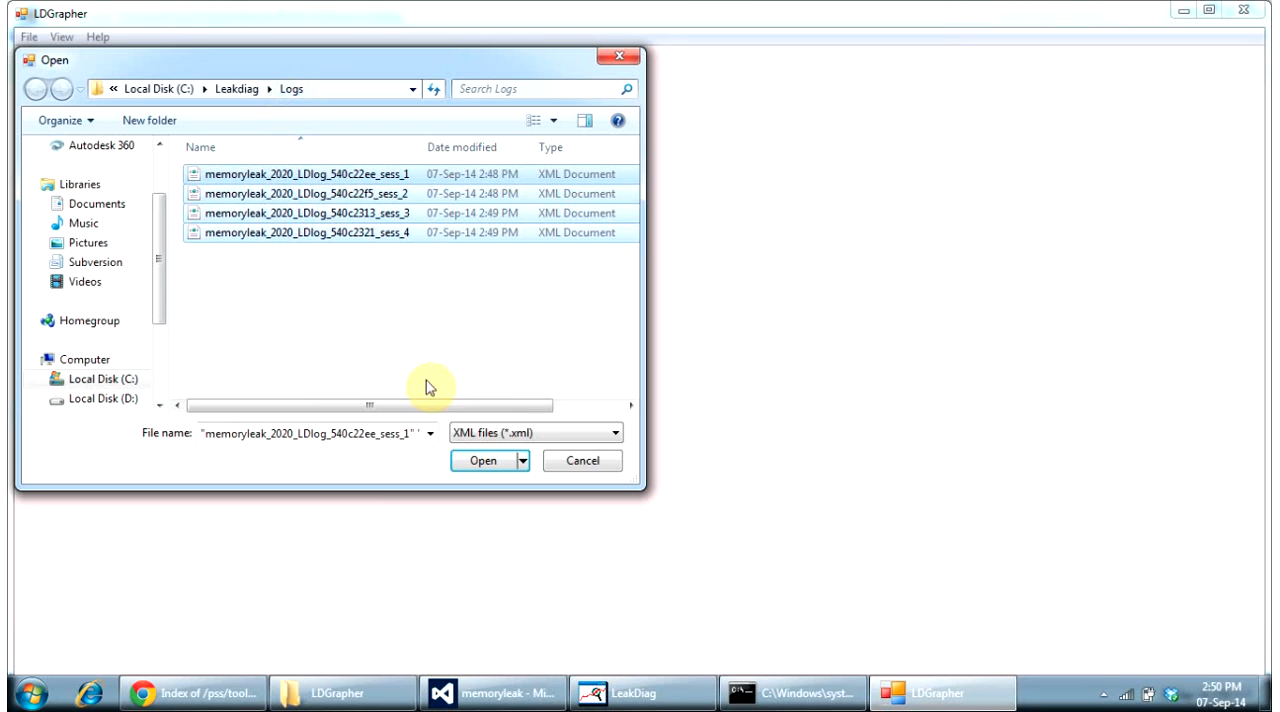 LDGrapher
File View Help
Open
« Local Disk (C:) Leakdiag Logs Search Logs
Organize New folder
Name Date modified Type
Autodesk 360
Libraries
Documents
Music
Pictures
Subversion
Videos
Homegroup
Computer
Local Disk (C:)
Local Disk (D:)
memoryleak_2020_LDlog_540c22ee_sess_1 07-Sep-14 2:48 PM XML Document
memoryleak_2020_LDlog_540c22f5_sess_2 07-Sep-14 2:48 PM XML Document
memoryleak_2020_LDlog_540c2313_sess_3 07-Sep-14 2:49 PM XML Document
memoryleak_2020_LDlog_540c2321_sess_4 07-Sep-14 2:49 PM XML Document
File name: "memoryleak_2020_LDlog_540c22ee_sess_1" ' XML files (*.xml)
Open Cancel
Index of /pss/tool... LDGrapher memoryleak - Mi... LeakDiag C:\Windows\syst... LDGrapher 2:50 PM
07-Sep-14